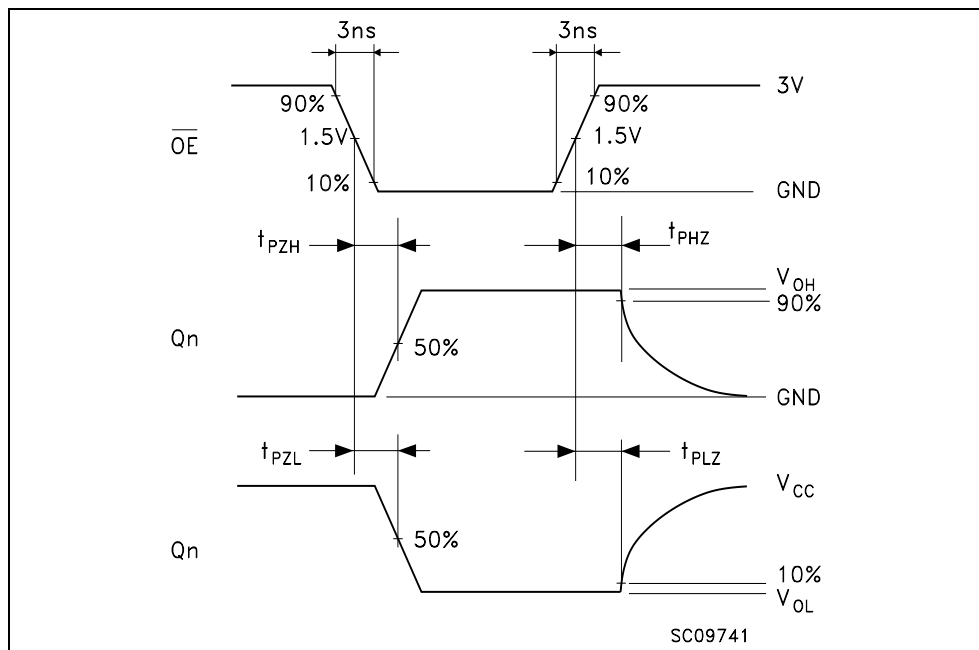 3ns 3ns
3V
90% 90%
OE 1.5V 1.5V
10% 10%
GND
tPZH tPHZ
VOH
90%
Qn 50%
GND
tPZL tPLZ
VCC
50%
Qn
10%
VOL
SC09741